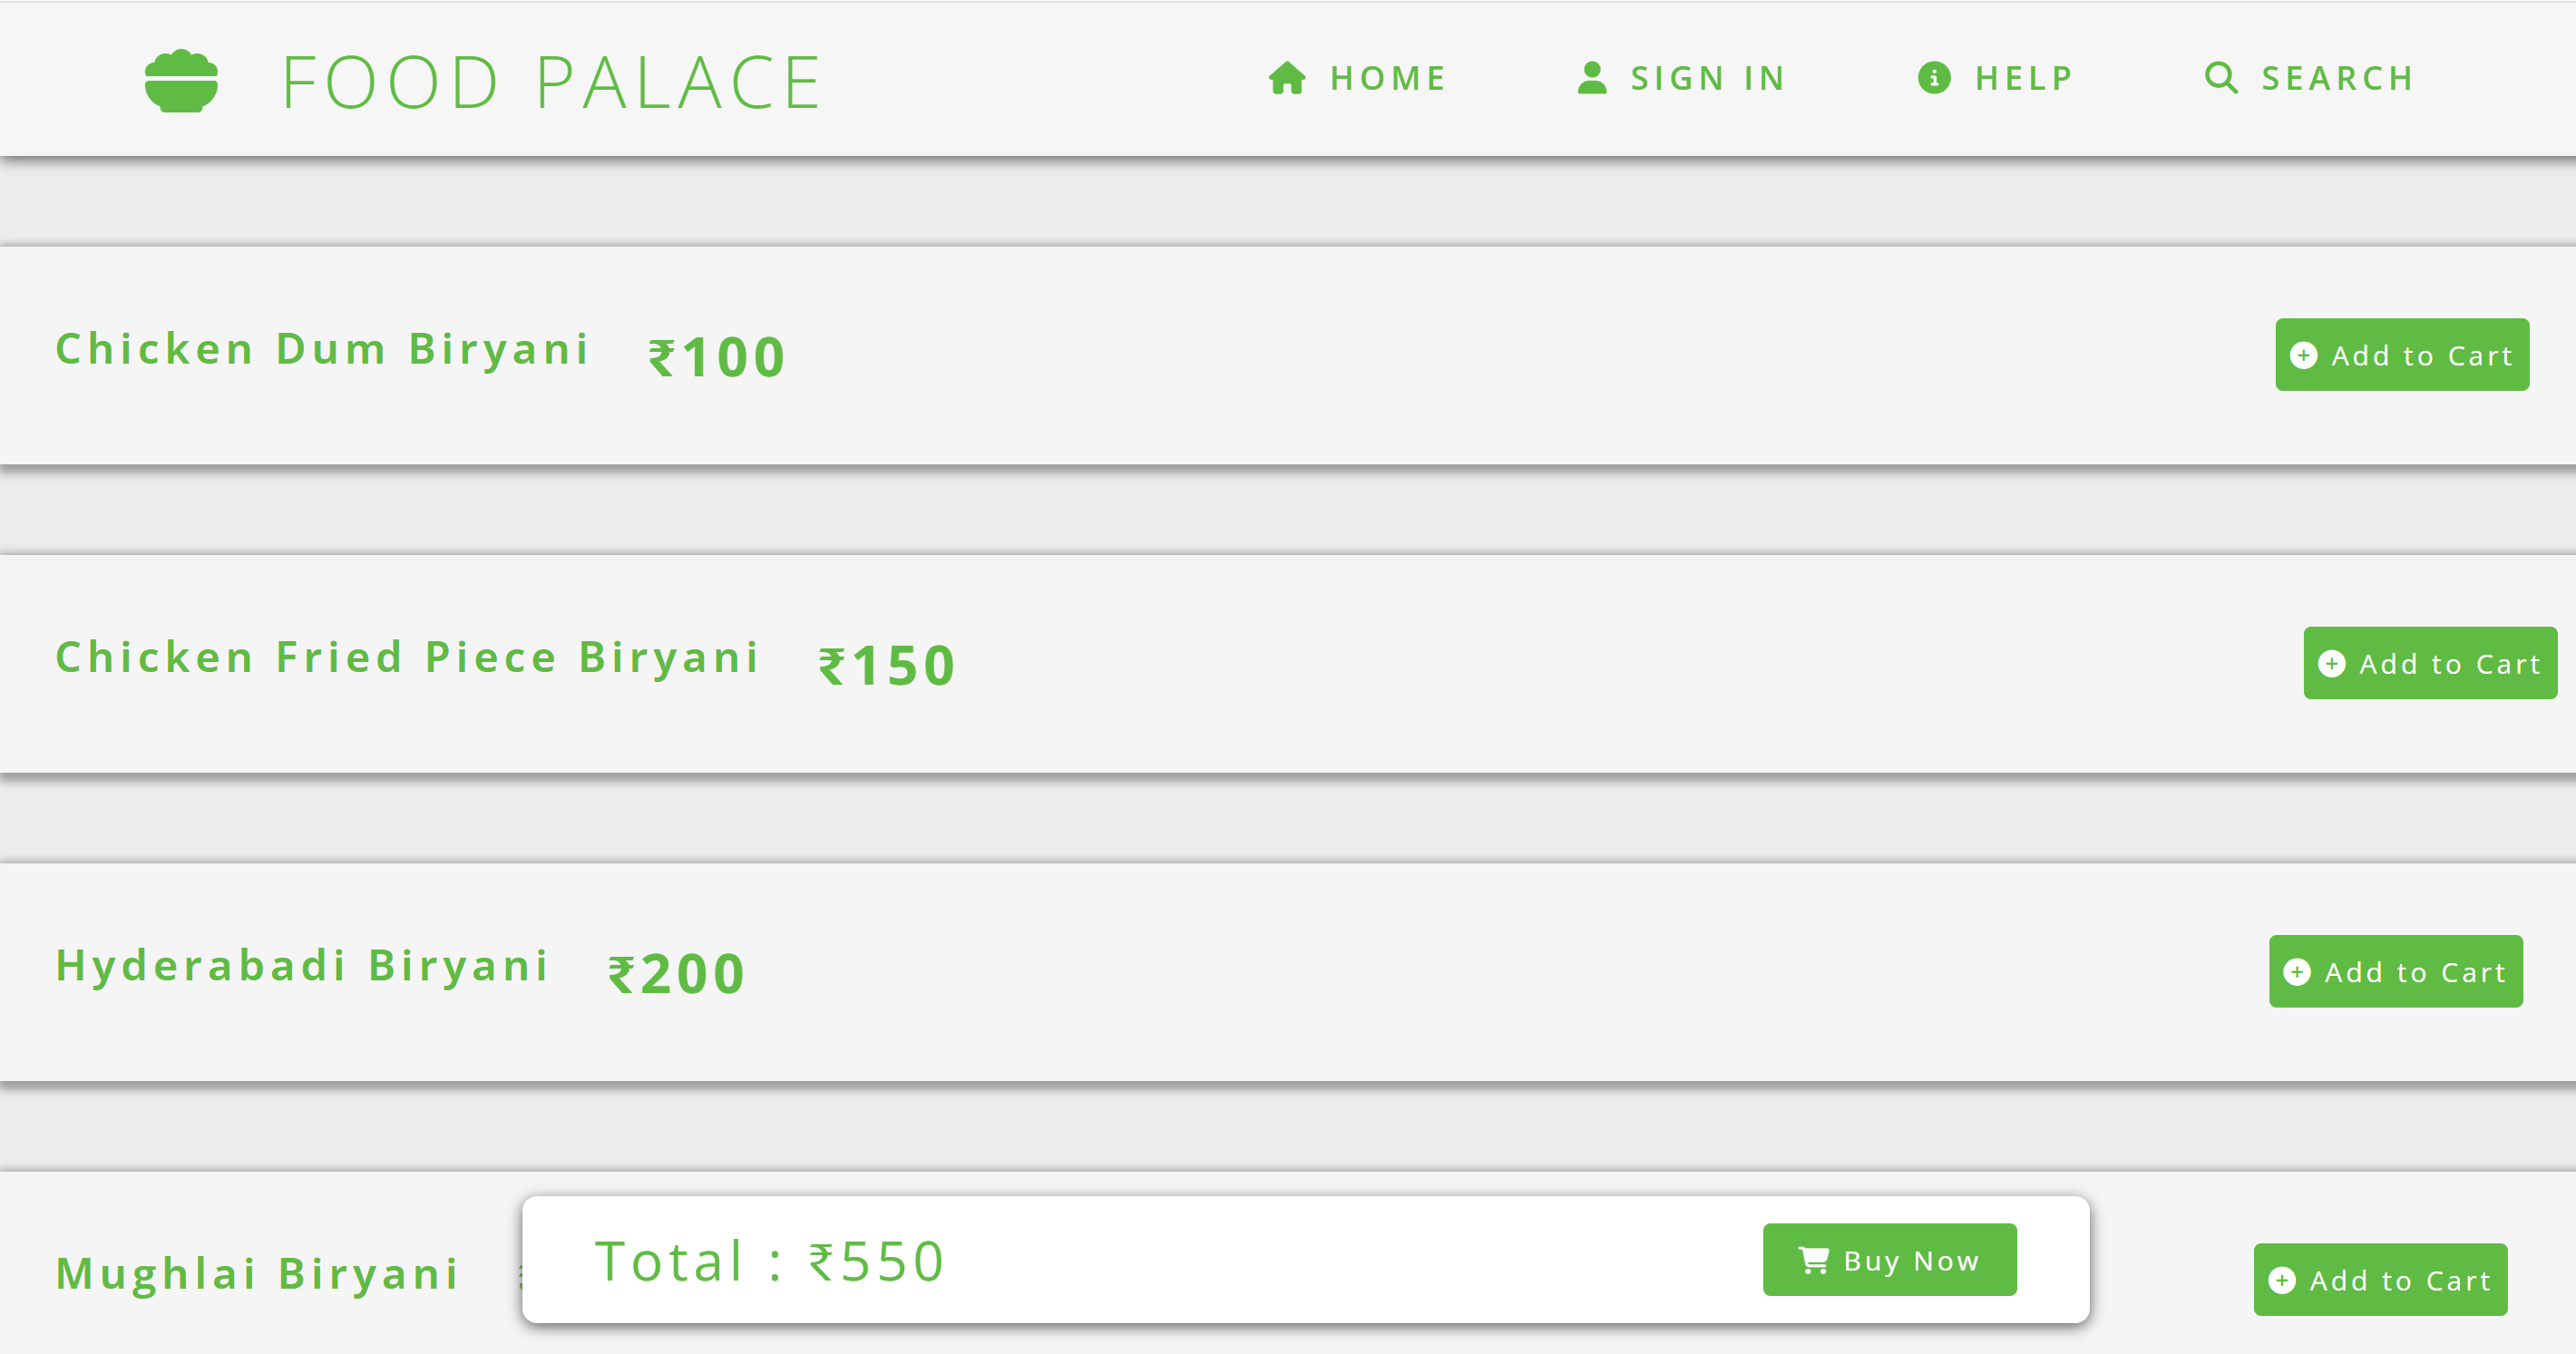 FOOD PALACE HOME SIGN IN HELP SEARCH
Chicken Dum Biryani ₹100 Add to Cart
Chicken Fried Piece Biryani ₹150 Add to Cart
Hyderabadi Biryani ₹200 Add to Cart
Mughlai Biryani Total : ₹550 Buy Now Add to Cart